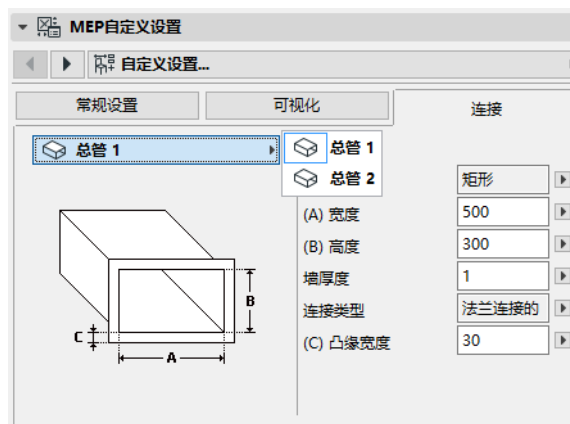 MEP自定义设置
自定义设置...
常规设置 可视化 连接
总管 1 总管 1
总管 2
矩形
(A) 宽度 500
(B) 高度 300
墙厚度 1
连接类型 法兰连接的
(C) 凸缘宽度 30
B
C
A